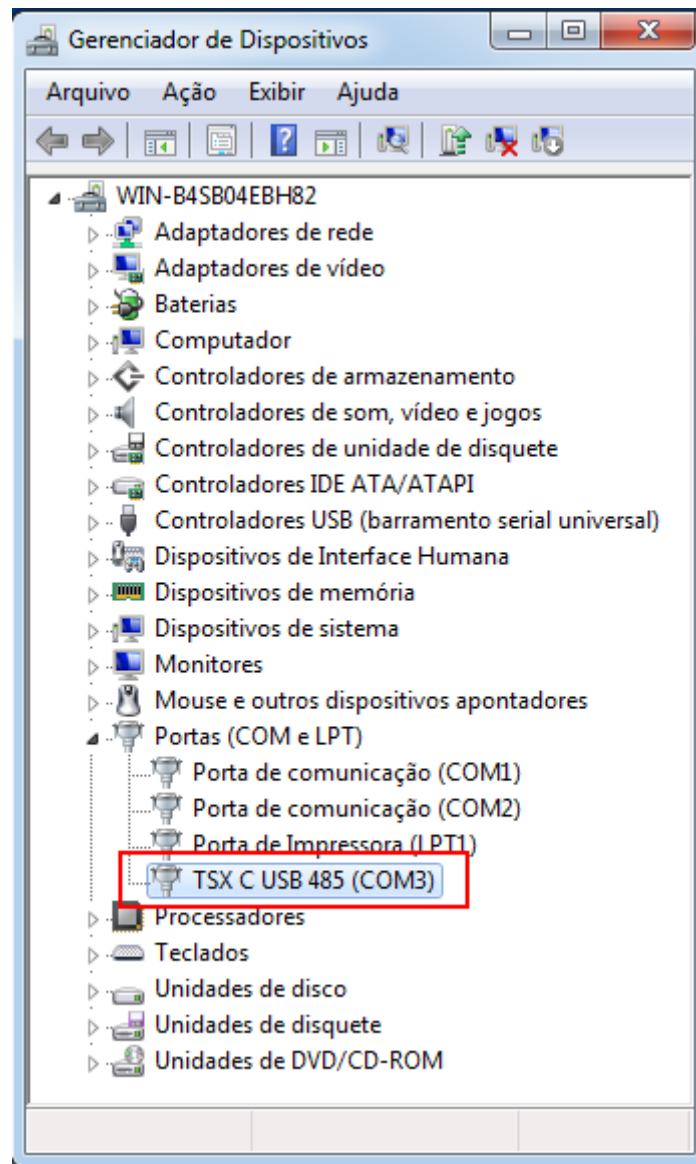 Gerenciador de Dispositivos
Arquivo Ação Exibir Ajuda
WIN-B4SB04EBH82
Adaptadores de rede
Adaptadores de vídeo
Baterias
Computador
Controladores de armazenamento
Controladores de som, vídeo e jogos
Controladores de unidade de disquete
Controladores IDE ATA/ATAPI
Controladores USB (barramento serial universal)
Dispositivos de Interface Humana
Dispositivos de memória
Dispositivos de sistema
Monitores
Mouse e outros dispositivos apontadores
Portas (COM e LPT)
Porta de comunicação (COM1)
Porta de comunicação (COM2)
Porta de Impressora (LPT1)
TSX C USB 485 (COM3)
Processadores
Teclados
Unidades de disco
Unidades de disquete
Unidades de DVD/CD-ROM